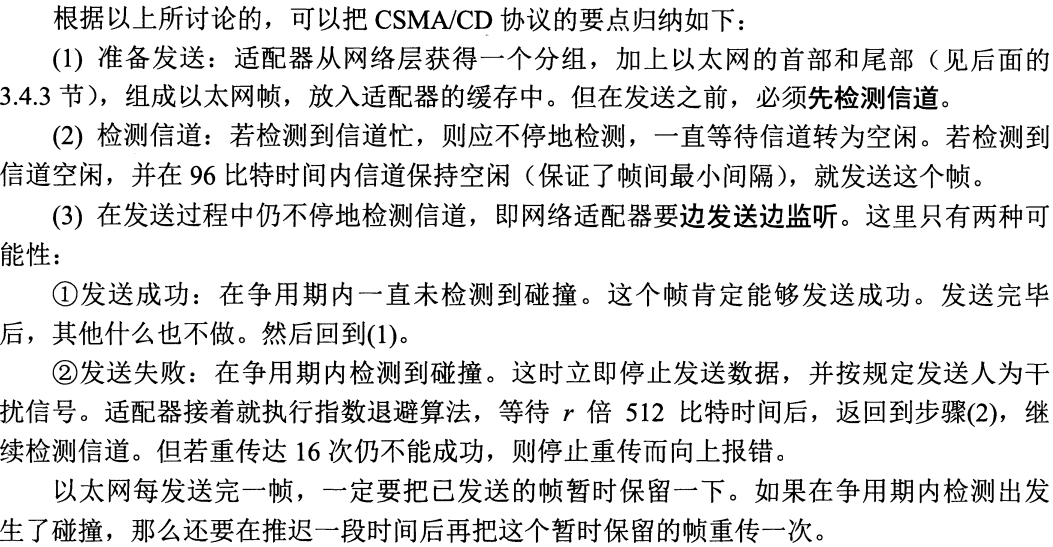 根据以上所讨论的，可以把 CSMA/CD 协议的要点归纳如下：
(1) 准备发送：适配器从网络层获得一个分组，加上以太网的首部和尾部（见后面的
3.4.3 节），组成以太网帧，放入适配器的缓存中。但在发送之前，必须先检测信道。
(2) 检测信道：若检测到信道忙，则应不停地检测，一直等待信道转为空闲。若检测到
信道空闲，并在 96 比特时间内信道保持空闲（保证了帧间最小间隔），就发送这个帧。
(3) 在发送过程中仍不停地检测信道，即网络适配器要边发送边监听。这里只有两种可
能性：
①发送成功：在争用期内一直未检测到碰撞。这个帧肯定能够发送成功。发送完毕
后，其他什么也不做。然后回到(1)。
②发送失败：在争用期内检测到碰撞。这时立即停止发送数据，并按规定发送人为干
扰信号。适配器接着就执行指数退避算法，等待 r 倍 512 比特时间后，返回到步骤(2)，继
续检测信道。但若重传达 16 次仍不能成功，则停止重传而向上报错。
以太网每发送完一帧，一定要把已发送的帧暂时保留一下。如果在争用期内检测出发
生了碰撞，那么还要在推迟一段时间后再把这个暂时保留的帧重传一次。